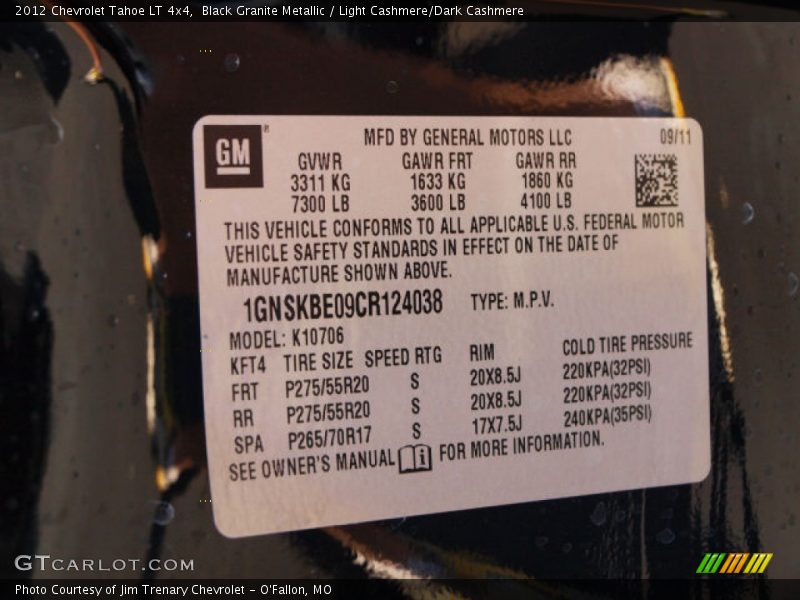 2012 Chevrolet Tahoe LT 4x4, Black Granite Metallic / Light Cashmere/Dark Cashmere
GM MFD BY GENERAL MOTORS LLC 09/11
GVWR GAWR FRT GAWR RR
3311 KG 1633 KG 1860 KG
7300 LB 3600 LB 4100 LB
THIS VEHICLE CONFORMS TO ALL APPLICABLE U.S. FEDERAL MOTOR
VEHICLE SAFETY STANDARDS IN EFFECT ON THE DATE OF
MANUFACTURE SHOWN ABOVE.
1GNSKBE09CR124038 TYPE: M.P.V.
MODEL: K10706
KFT4 TIRE SIZE SPEED RTG RIM COLD TIRE PRESSURE
FRT P275/55R20 S 20X8.5J 220KPA(32PSI)
RR P275/55R20 S 20X8.5J 220KPA(32PSI)
SPA P265/70R17 S 17X7.5J 240KPA(35PSI)
SEE OWNER'S MANUAL i FOR MORE INFORMATION.
GTCARLOT.COM
Photo Courtesy of Jim Trenary Chevrolet - O'Fallon, MO